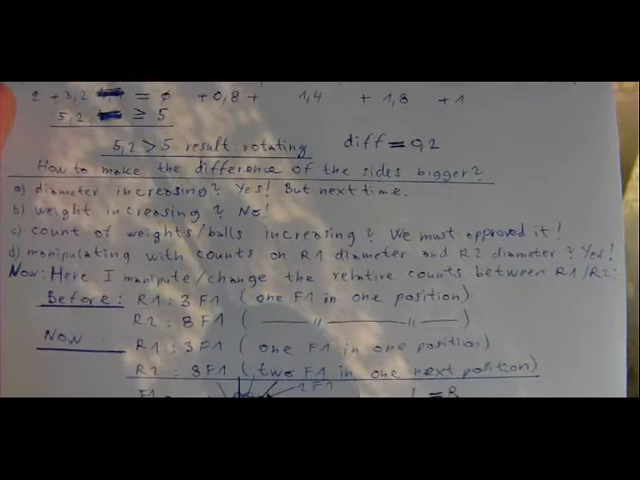 2 +3,2 = 0 +0,8 + 1,4 + 1,8 +1
5,2 ≥ 5
5,2 > 5 result: rotating diff = 0,2
How to make the difference of the sides bigger?
a) diameter increasing? Yes! But next time.
b) weight increasing? No!
c) count of weights/balls increasing? We must approved it!
d) manipulating with counts on R1 diameter and R2 diameter? Yes!
Now: Here I manipute/change the relative counts between R1/R2:
Before: R1: 3 F1 (one F1 in one position)
R2: 8 F1 ( —— " —— " —— )
Now R1: 3 F1 (one F1 in one position)
R2: 8 F1 (two F1 in one next position)
F1 2 F1 = 8